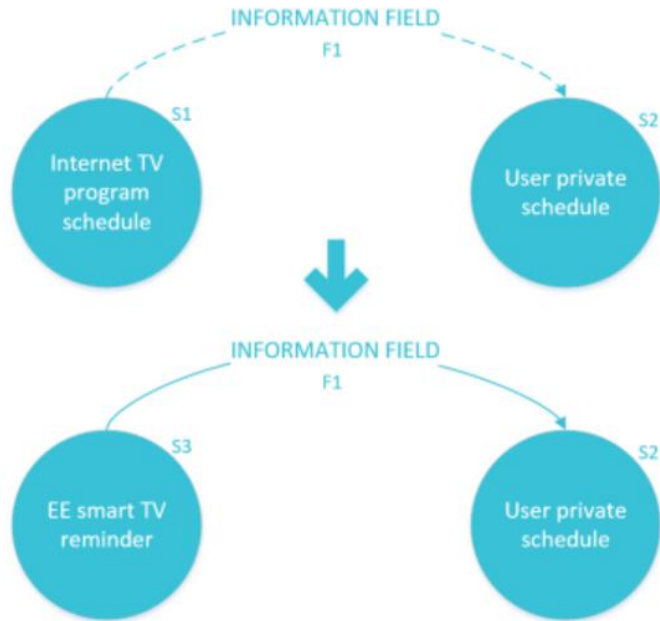 INFORMATION FIELD
F1
S1
S2
Internet TV
program
schedule
User private
schedule
INFORMATION FIELD
F1
S3
S2
EE smart TV
reminder
User private
schedule